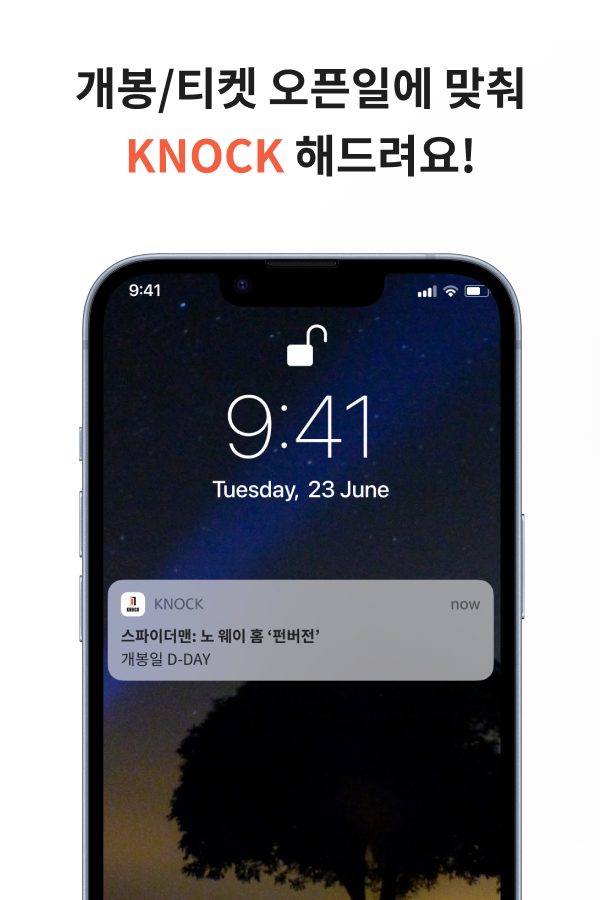 개봉/티켓 오픈일에 맞춰
KNOCK 해드려요!
9:41
9:41
Tuesday, 23 June
KNOCK
KNOCK
now
스파이더맨: 노 웨이 홈 ‘펀버전’
개봉일 D-DAY